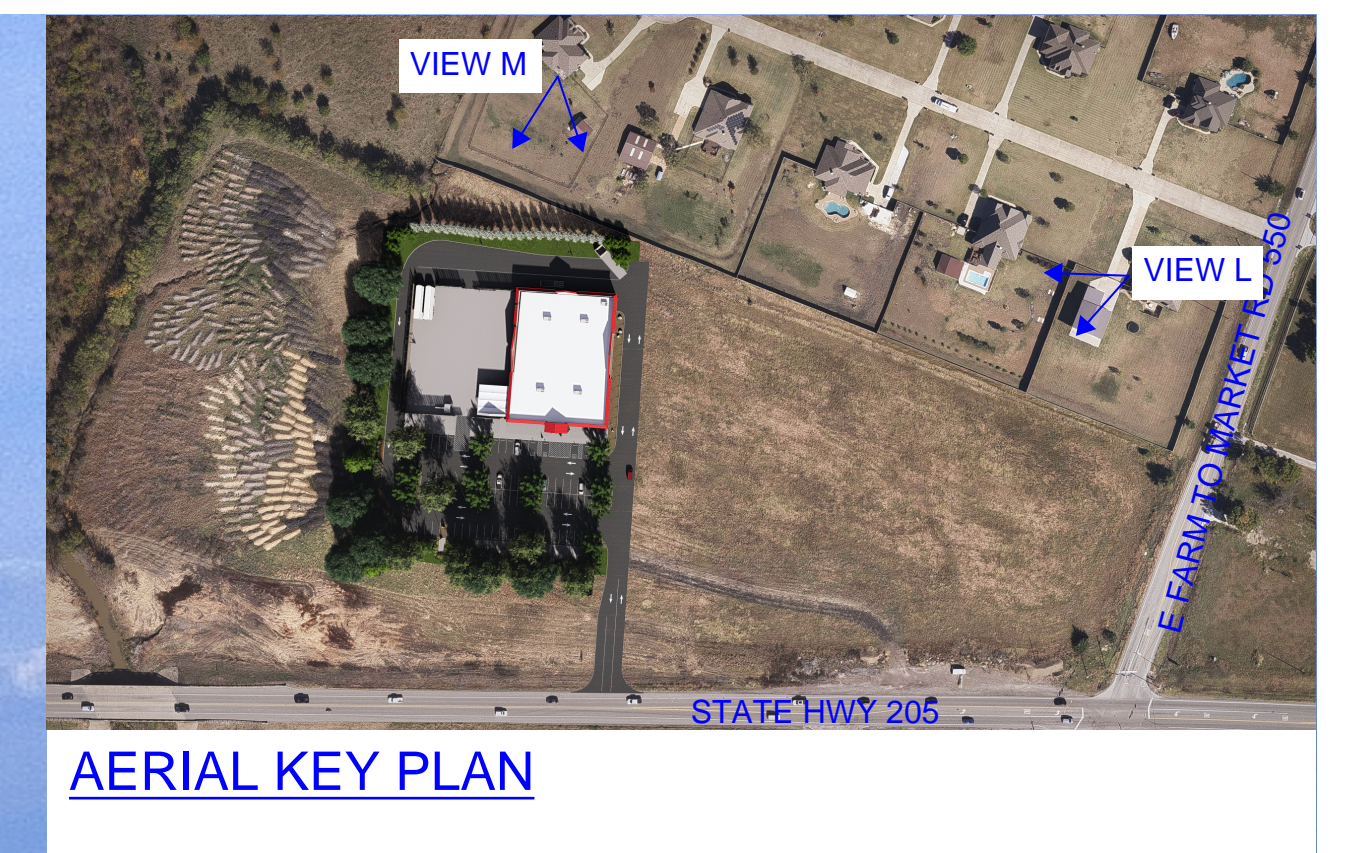 VIEW M
VIEW L
E FARM TO MARKET RD 550
STATE HWY 205
AERIAL KEY PLAN